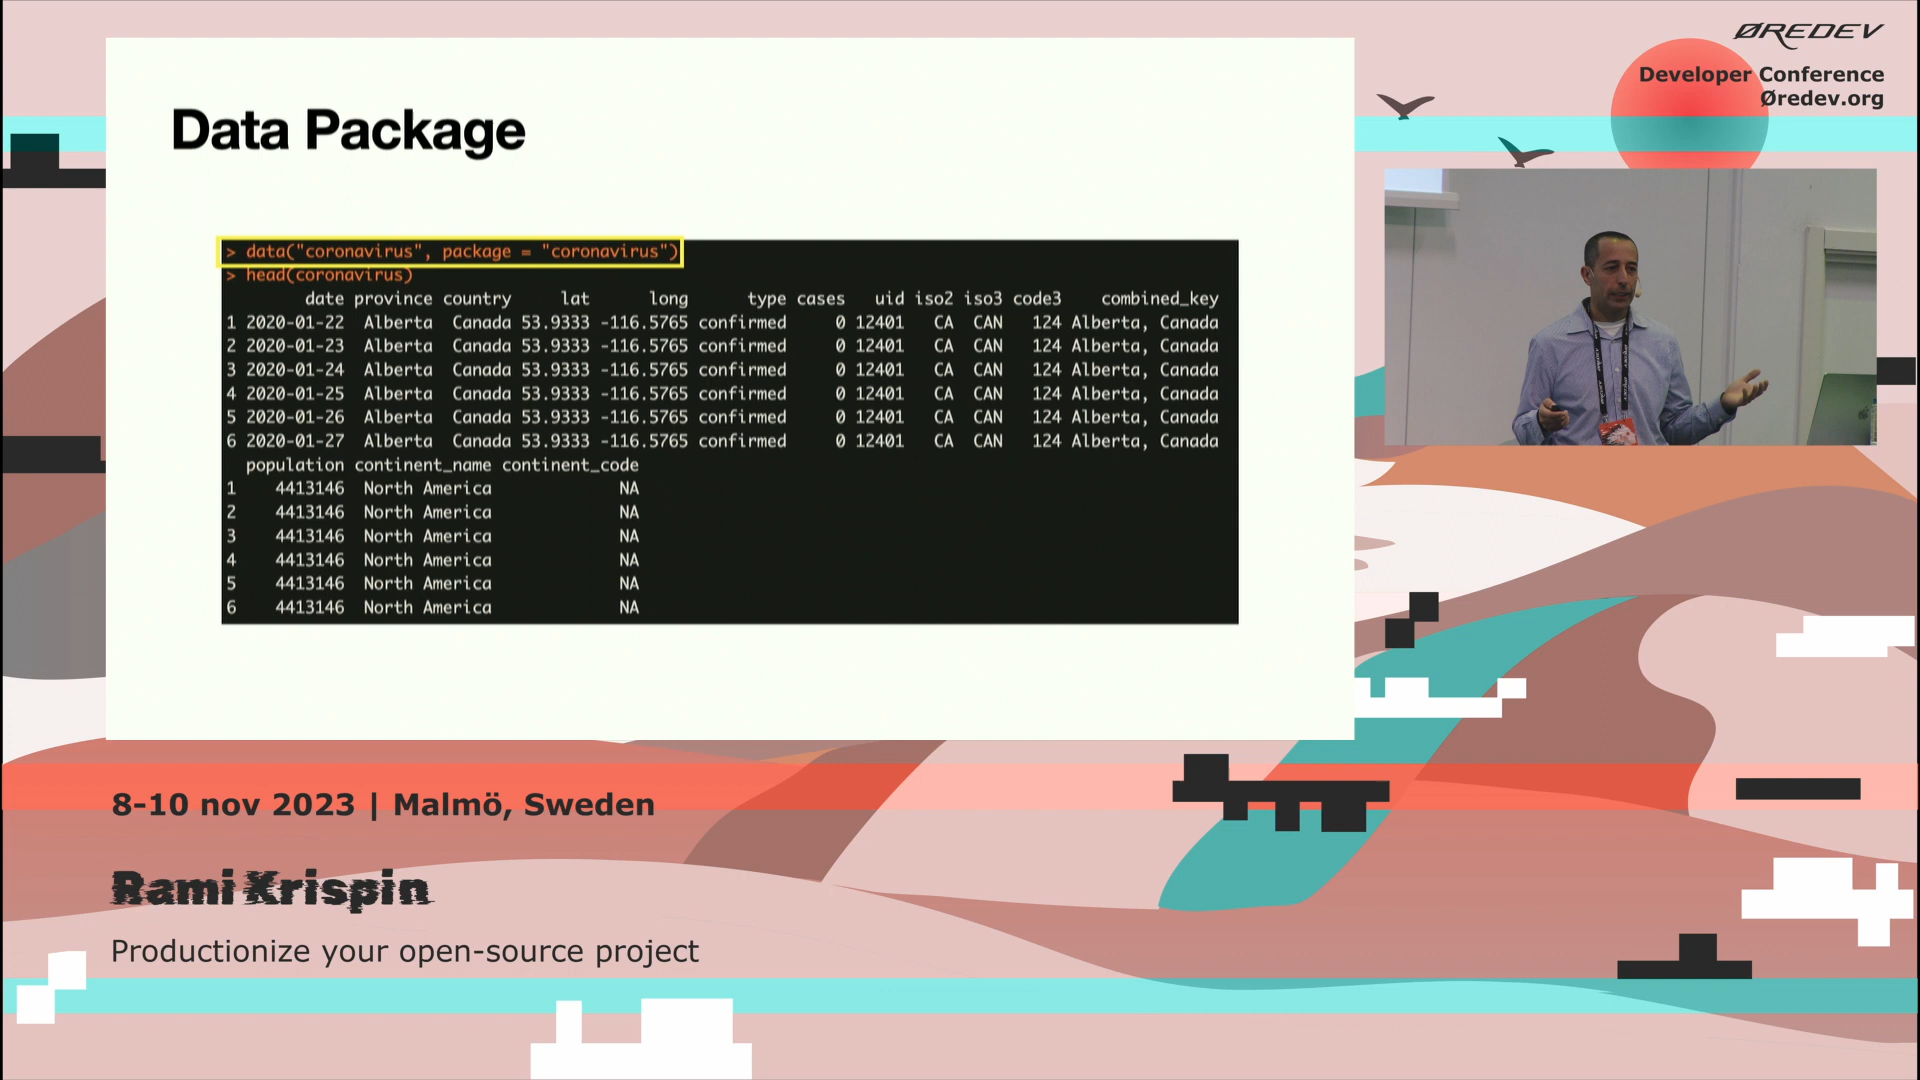 ØREDEV
Developer Conference
Øredev.org
Data Package
> data("coronavirus", package = "coronavirus")
> head(coronavirus)
date province country lat long type cases uid iso2 iso3 code3 combined_key
1 2020-01-22 Alberta Canada 53.9333 -116.5765 confirmed 0 12401 CA CAN 124 Alberta, Canada
2 2020-01-23 Alberta Canada 53.9333 -116.5765 confirmed 0 12401 CA CAN 124 Alberta, Canada
3 2020-01-24 Alberta Canada 53.9333 -116.5765 confirmed 0 12401 CA CAN 124 Alberta, Canada
4 2020-01-25 Alberta Canada 53.9333 -116.5765 confirmed 0 12401 CA CAN 124 Alberta, Canada
5 2020-01-26 Alberta Canada 53.9333 -116.5765 confirmed 0 12401 CA CAN 124 Alberta, Canada
6 2020-01-27 Alberta Canada 53.9333 -116.5765 confirmed 0 12401 CA CAN 124 Alberta, Canada
population continent_name continent_code
1 4413146 North America NA
2 4413146 North America NA
3 4413146 North America NA
4 4413146 North America NA
5 4413146 North America NA
6 4413146 North America NA
8-10 nov 2023 | Malmö, Sweden
Rami Krispin
Productionize your open-source project